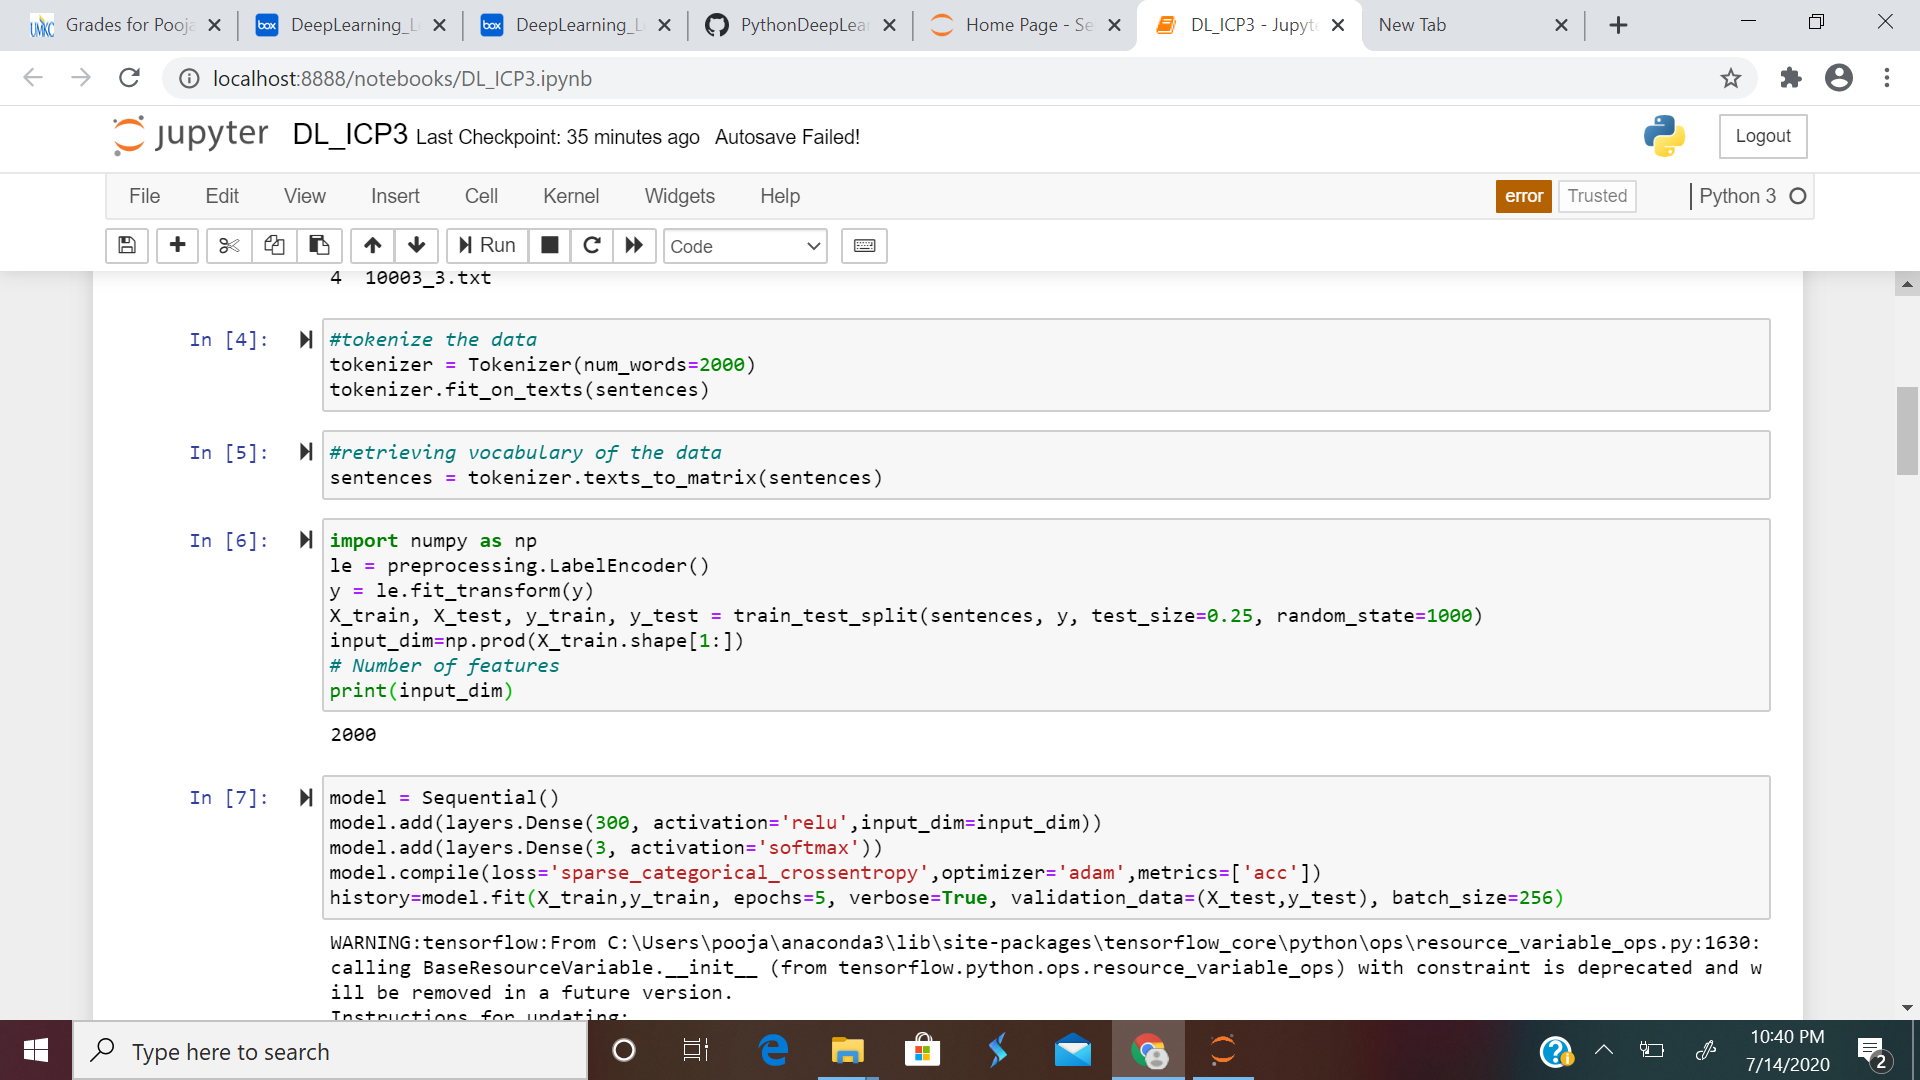 Grades for Pooja
DeepLearning_L
DeepLearning_L
PythonDeepLear
Home Page - Se
DL_ICP3 - Jupyte
New Tab
localhost:8888/notebooks/DL_ICP3.ipynb
jupyter DL_ICP3 Last Checkpoint: 35 minutes ago Autosave Failed!
Logout
File Edit View Insert Cell Kernel Widgets Help
error Trusted Python 3
Run Code
4 10003_3.txt
In [4]:
#tokenize the data
tokenizer = Tokenizer(num_words=2000)
tokenizer.fit_on_texts(sentences)
In [5]:
#retrieving vocabulary of the data
sentences = tokenizer.texts_to_matrix(sentences)
In [6]:
import numpy as np
le = preprocessing.LabelEncoder()
y = le.fit_transform(y)
X_train, X_test, y_train, y_test = train_test_split(sentences, y, test_size=0.25, random_state=1000)
input_dim=np.prod(X_train.shape[1:])
# Number of features
print(input_dim)
2000
In [7]:
model = Sequential()
model.add(layers.Dense(300, activation='relu',input_dim=input_dim))
model.add(layers.Dense(3, activation='softmax'))
model.compile(loss='sparse_categorical_crossentropy',optimizer='adam',metrics=['acc'])
history=model.fit(X_train,y_train, epochs=5, verbose=True, validation_data=(X_test,y_test), batch_size=256)
WARNING:tensorflow:From C:\Users\pooja\anaconda3\lib\site-packages\tensorflow_core\python\ops\resource_variable_ops.py:1630:
calling BaseResourceVariable.__init__ (from tensorflow.python.ops.resource_variable_ops) with constraint is deprecated and w
ill be removed in a future version.
Instructions for updating:
Type here to search
10:40 PM
7/14/2020
2